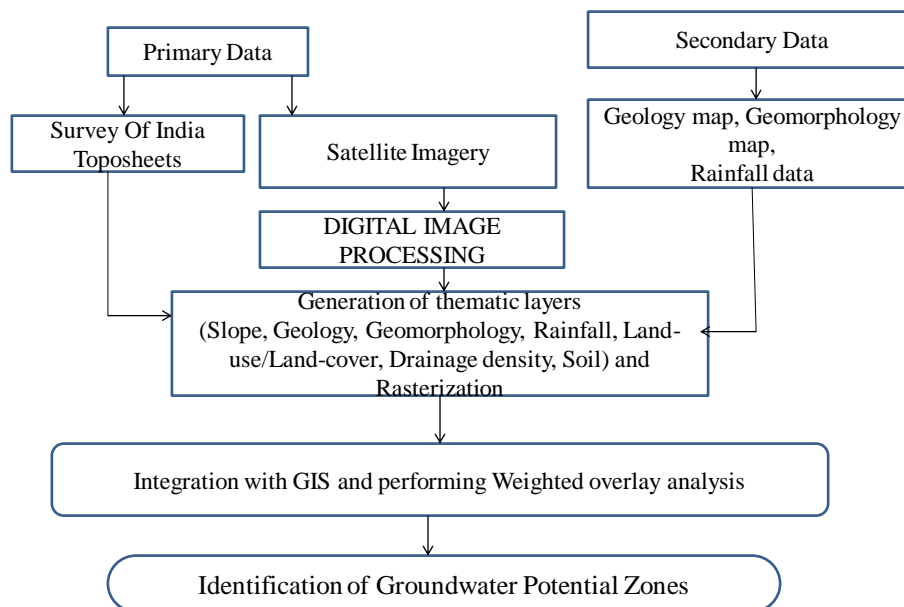 Primary Data
Secondary Data
Survey Of India
Toposheets
Satellite Imagery
Geology map, Geomorphology
map,
Rainfall data
DIGITAL IMAGE
PROCESSING
Generation of thematic layers
(Slope, Geology, Geomorphology, Rainfall, Land-
use/Land-cover, Drainage density, Soil) and
Rasterization
Integration with GIS and performing Weighted overlay analysis
Identification of Groundwater Potential Zones